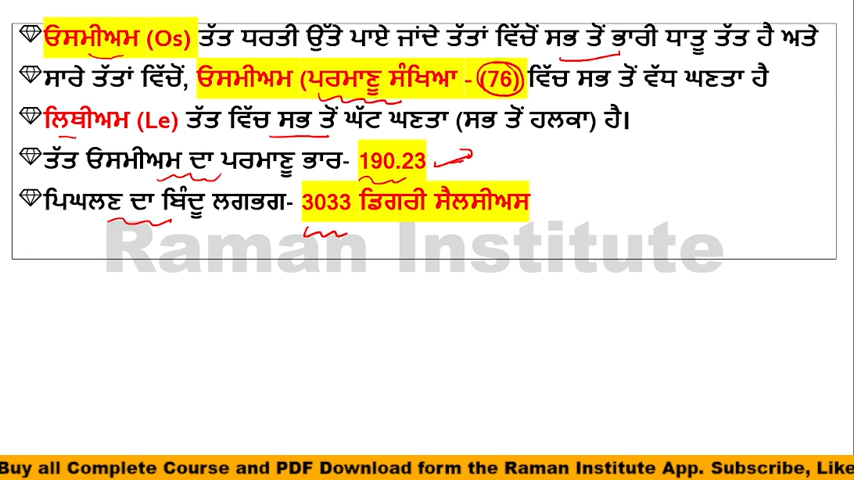 ਓਸਮੀਅਮ (Os) ਤੱਤ ਧਰਤੀ ਉੱਤੇ ਪਾਏ ਜਾਂਦੇ ਤੱਤਾਂ ਵਿੱਚੋਂ ਸਭ ਤੋਂ ਭਾਰੀ ਧਾਤੂ ਤੱਤ ਹੈ ਅਤੇ
ਸਾਰੇ ਤੱਤਾਂ ਵਿੱਚੋਂ, ਓਸਮੀਅਮ (ਪਰਮਾਣੂ ਸੰਖਿਆ - (76) ਵਿੱਚ ਸਭ ਤੋਂ ਵੱਧ ਘਣਤਾ ਹੈ
ਲਿਥੀਅਮ (Le) ਤੱਤ ਵਿੱਚ ਸਭ ਤੋਂ ਘੱਟ ਘਣਤਾ (ਸਭ ਤੋਂ ਹਲਕਾ) ਹੈ।
ਤੱਤ ਓਸਮੀਅਮ ਦਾ ਪਰਮਾਣੂ ਭਾਰ- 190.23
ਪਿਘਲਣ ਦਾ ਬਿੰਦੂ ਲਗਭਗ- 3033 ਡਿਗਰੀ ਸੈਲਸੀਅਸ
Raman Institute
Buy all Complete Course and PDF Download form the Raman Institute App. Subscribe, Like